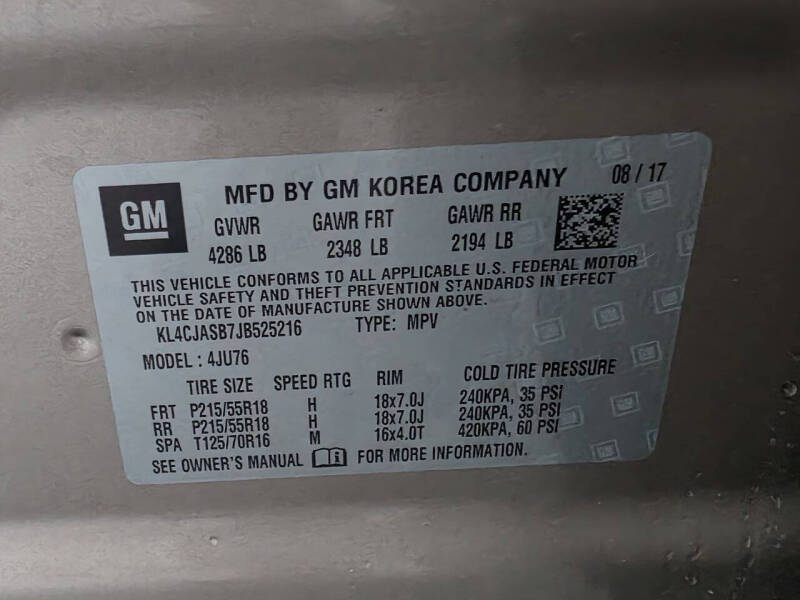 GM MFD BY GM KOREA COMPANY 08 / 17
GVWR GAWR FRT GAWR RR
4286 LB 2348 LB 2194 LB
THIS VEHICLE CONFORMS TO ALL APPLICABLE U.S. FEDERAL MOTOR
VEHICLE SAFETY AND THEFT PREVENTION STANDARDS IN EFFECT
ON THE DATE OF MANUFACTURE SHOWN ABOVE.
KL4CJASB7JB525216 TYPE: MPV
MODEL : 4JU76
TIRE SIZE SPEED RTG RIM COLD TIRE PRESSURE
FRT P215/55R18 H 18x7.0J 240KPA, 35 PSI
RR P215/55R18 H 18x7.0J 240KPA, 35 PSI
SPA T125/70R16 M 16x4.0T 420KPA, 60 PSI
SEE OWNER'S MANUAL i FOR MORE INFORMATION.